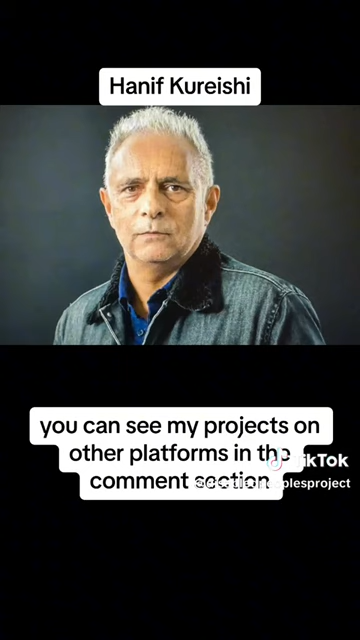 Hanif Kureishi
you can see my projects on
other platforms in the
comment section
TikTok